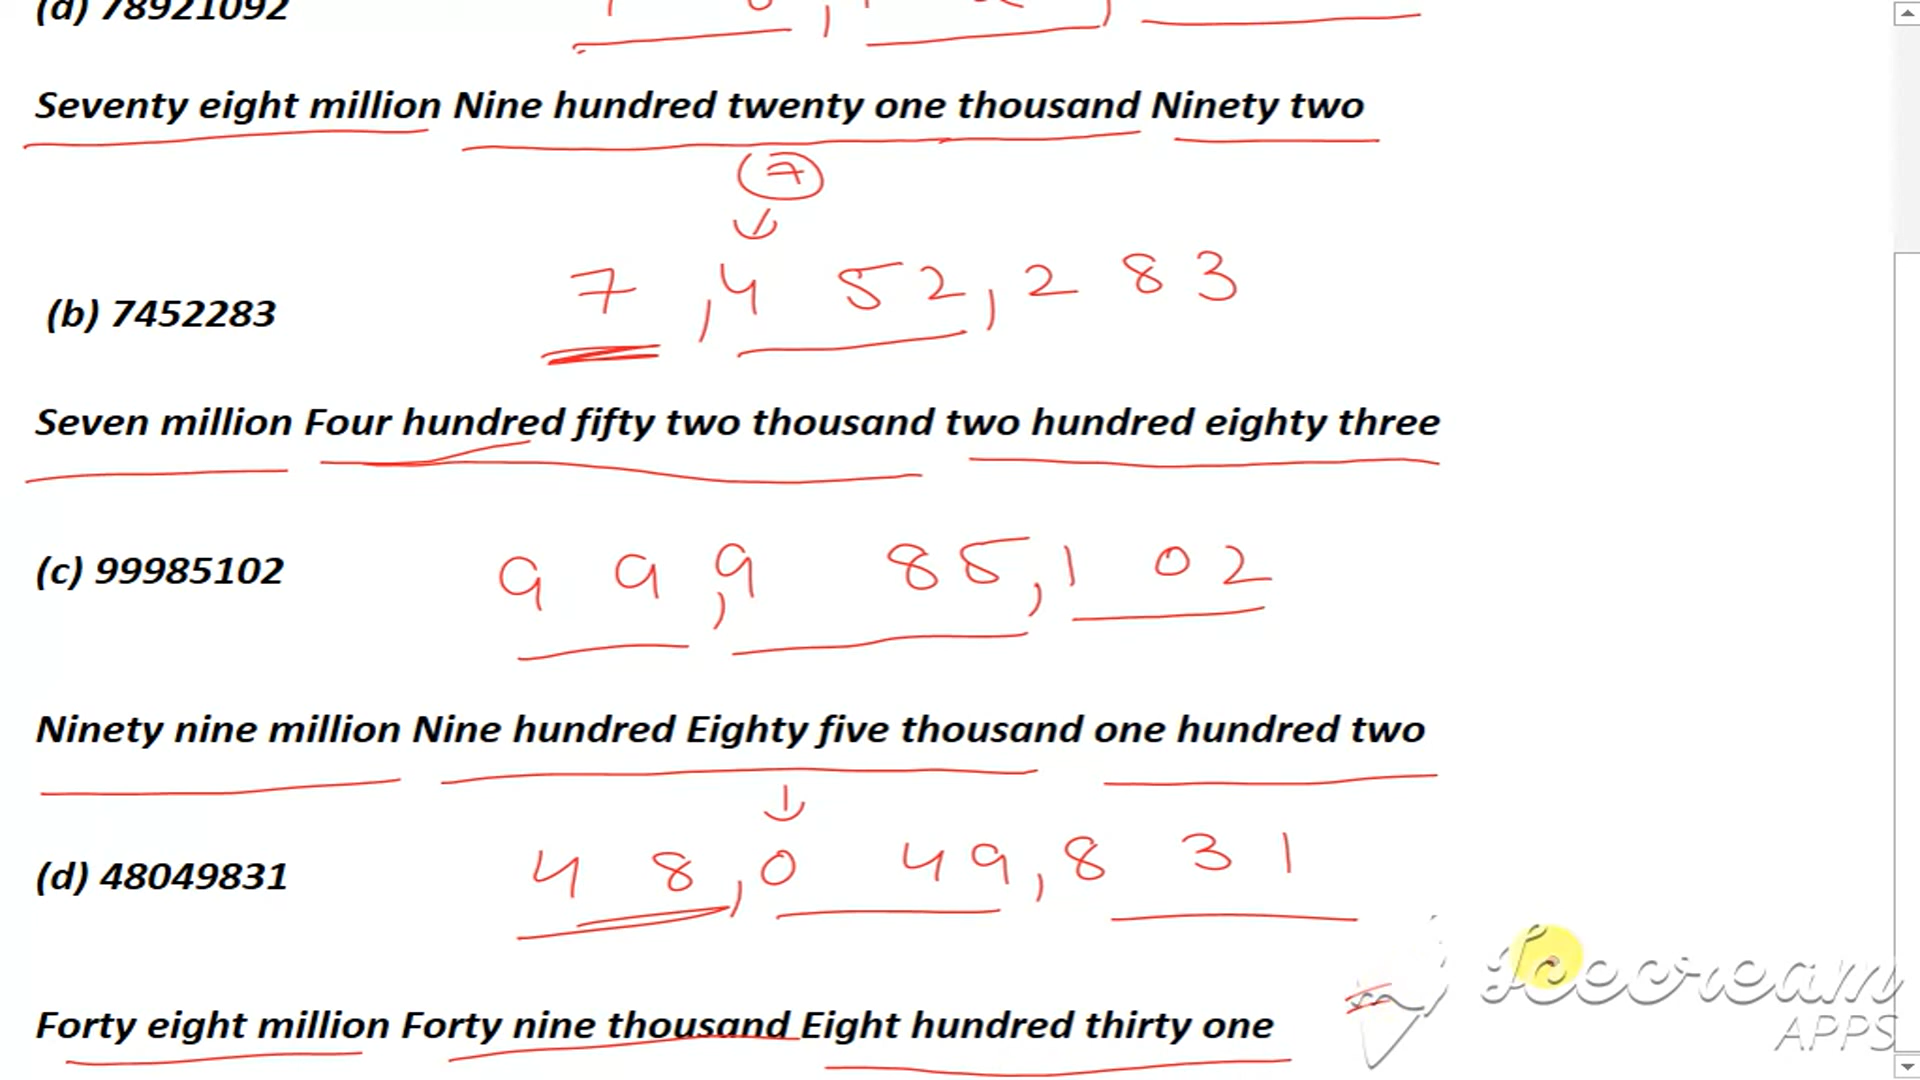 (a) 78921092
Seventy eight million Nine hundred twenty one thousand Ninety two
7
7,452,283
(b) 7452283
Seven million Four hundred fifty two thousand two hundred eighty three
(c) 99985102 99,985,102
Ninety nine million Nine hundred Eighty five thousand one hundred two
(d) 48049831 48,049,831
Icecream
APPS
Forty eight million Forty nine thousand Eight hundred thirty one